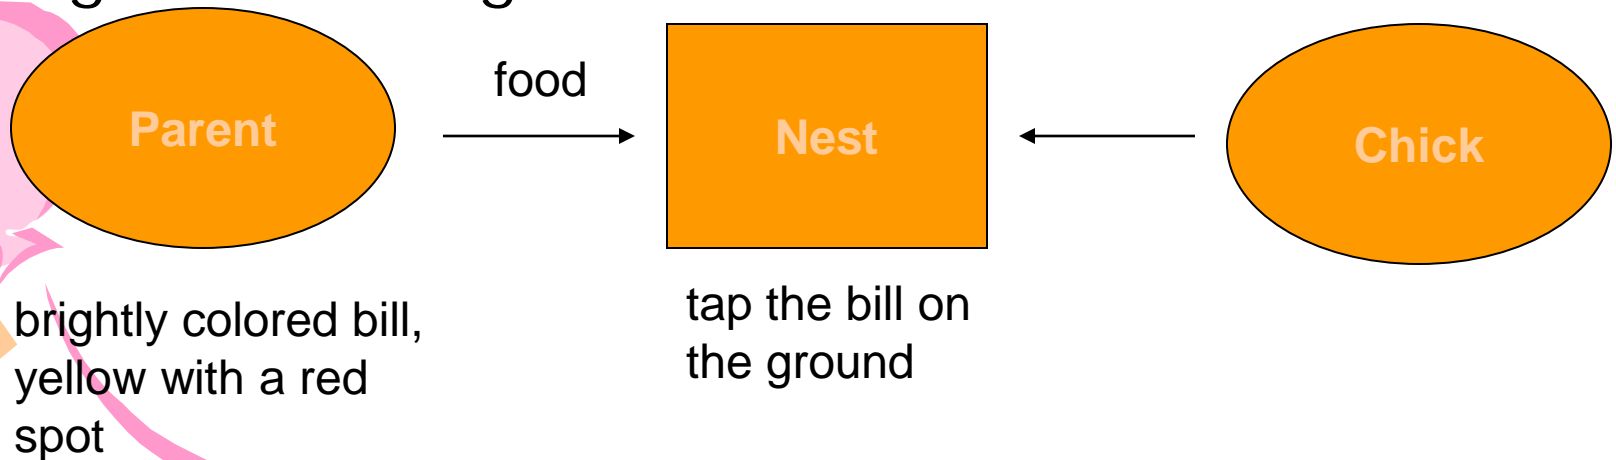 Parent
food
Nest
Chick
brightly colored bill,
yellow with a red
spot
tap the bill on
the ground